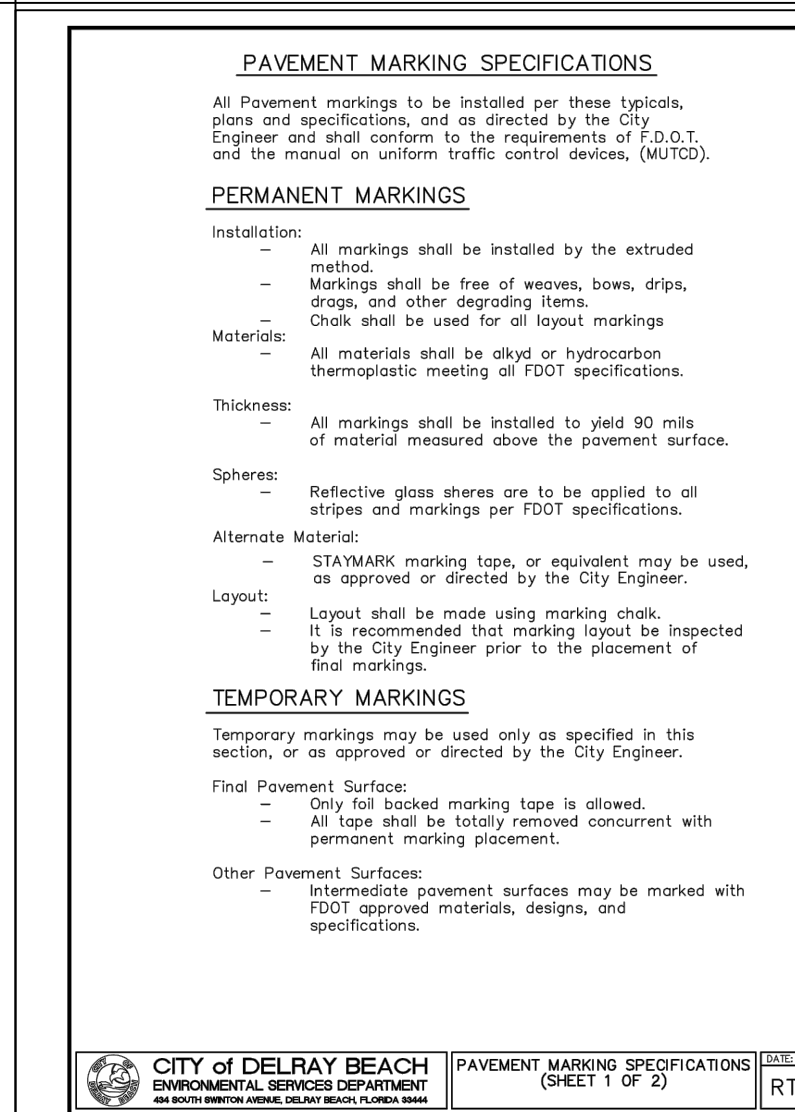 PAVEMENT MARKING SPECIFICATIONS
All Pavement markings to be installed per these typicals,
plans and specifications, and as directed by the City
Engineer and shall conform to the requirements of F.D.O.T.
and the manual on uniform traffic control devices, (MUTCD).
PERMANENT MARKINGS
Installation:
— All markings shall be installed by the extruded
method.
— Markings shall be free of weaves, bows, drips,
drags, and other degrading items.
— Chalk shall be used for all layout markings
Materials:
— All materials shall be alkyd or hydrocarbon
thermoplastic meeting all FDOT specifications.
Thickness:
— All markings shall be installed to yield 90 mils
of material measured above the pavement surface.
Spheres:
— Reflective glass sheres are to be applied to all
stripes and markings per FDOT specifications.
Alternate Material:
— STAYMARK marking tape, or equivalent may be used,
as approved or directed by the City Engineer.
Layout:
— Layout shall be made using marking chalk.
— It is recommended that marking layout be inspected
by the City Engineer prior to the placement of
final markings.
TEMPORARY MARKINGS
Temporary markings may be used only as specified in this
section, or as approved or directed by the City Engineer.
Final Pavement Surface:
— Only foil backed marking tape is allowed.
— All tape shall be totally removed concurrent with
permanent marking placement.
Other Pavement Surfaces:
— Intermediate pavement surfaces may be marked with
FDOT approved materials, designs, and
specifications.
CITY OF
DELRAY BEACH
CITY of DELRAY BEACH
ENVIRONMENTAL SERVICES DEPARTMENT
434 SOUTH SWINTON AVENUE, DELRAY BEACH, FLORIDA 33444
PAVEMENT MARKING SPECIFICATIONS
(SHEET 1 OF 2)
DATE:
RT